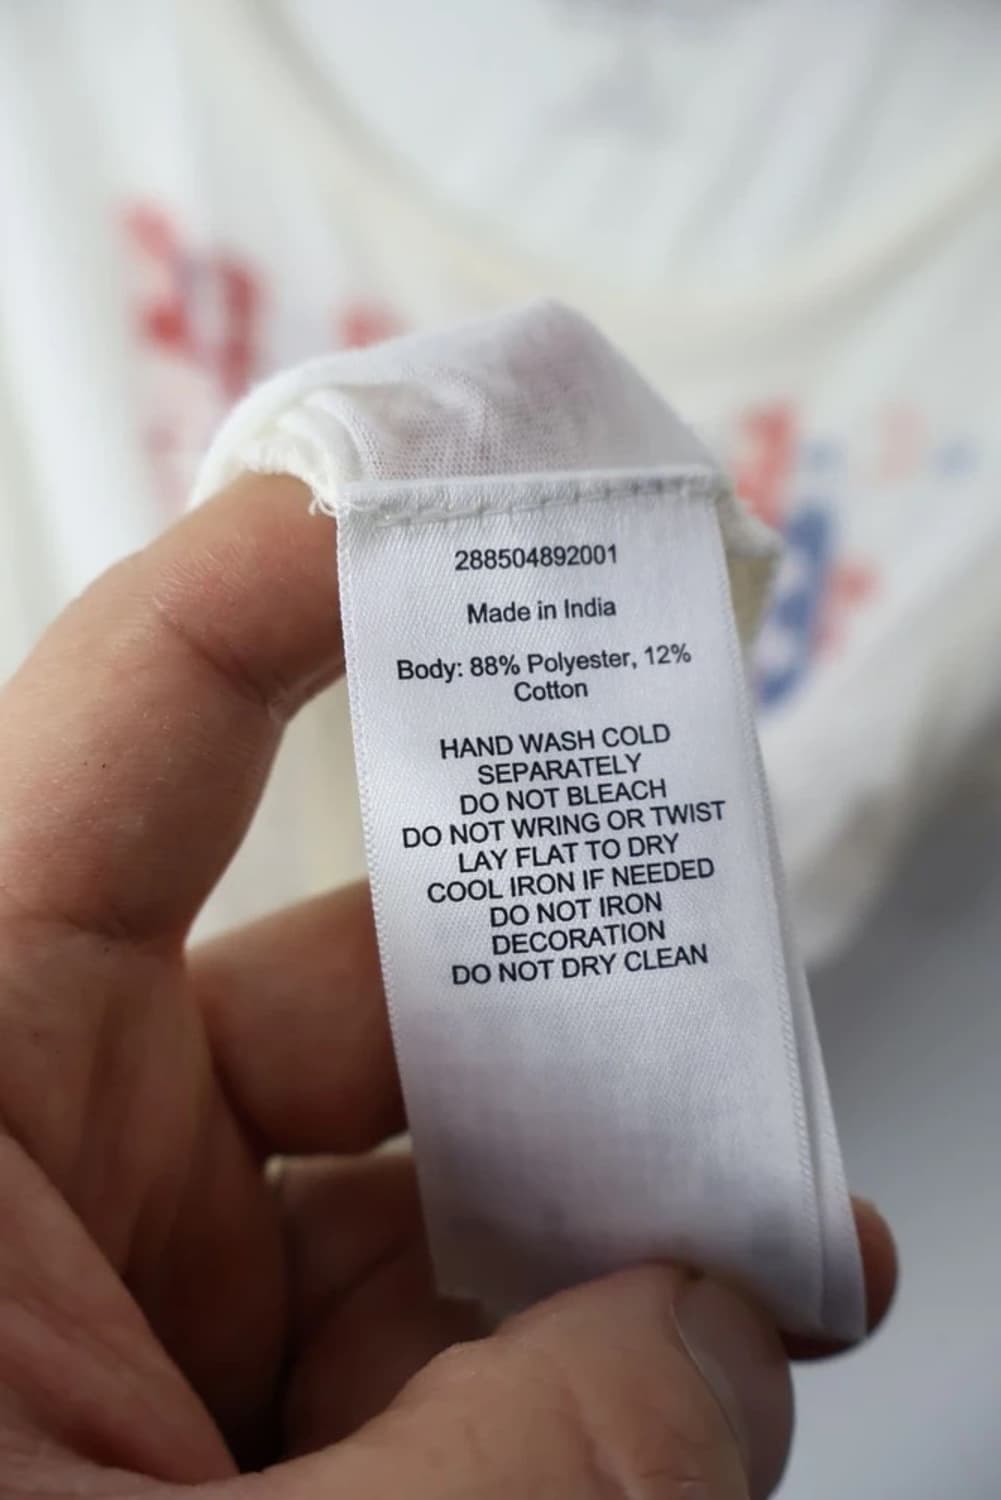 288504892001
Made in India
Body: 88% Polyester, 12%
Cotton
HAND WASH COLD
SEPARATELY
DO NOT BLEACH
DO NOT WRING OR TWIST
LAY FLAT TO DRY
COOL IRON IF NEEDED
DO NOT IRON
DECORATION
DO NOT DRY CLEAN